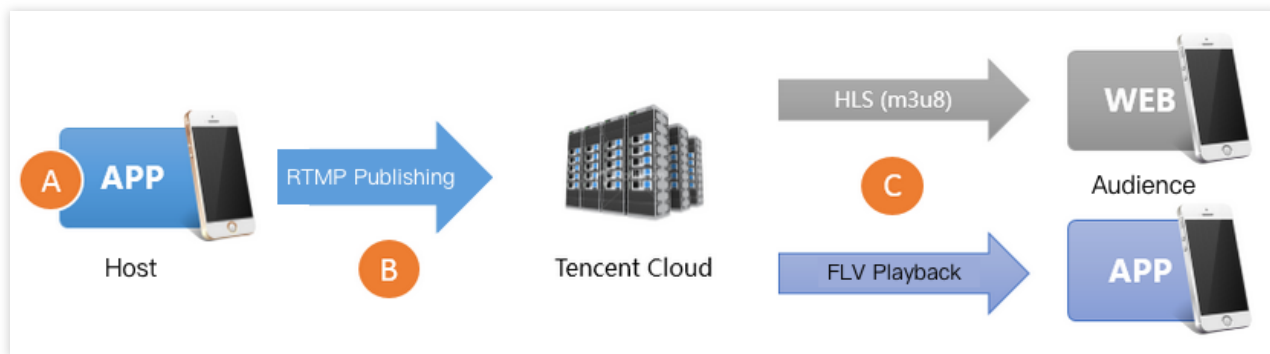 A
APP
Host
RTMP Publishing
B
Tencent Cloud
HLS (m3u8)
C
FLV Playback
WEB
Audience
APP